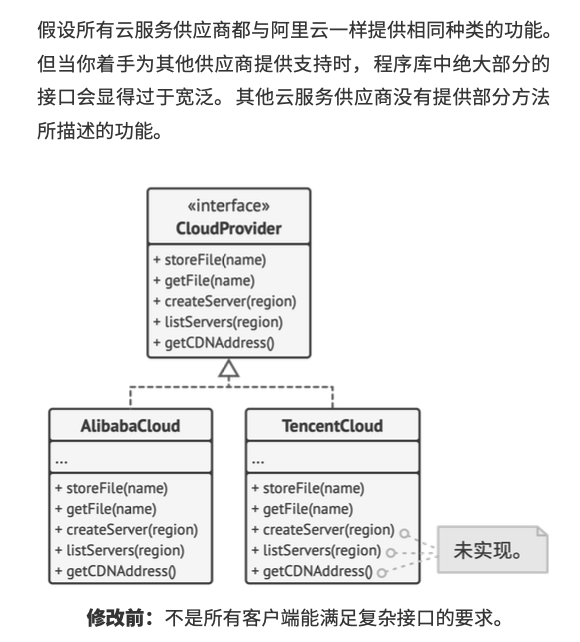 假设所有云服务供应商都与阿里云一样提供相同种类的功能。
但当你着手为其他供应商提供支持时，程序库中绝大部分的
接口会显得过于宽泛。其他云服务供应商没有提供部分方法
所描述的功能。
«interface»
CloudProvider
+ storeFile(name)
+ getFile(name)
+ createServer(region)
+ listServers(region)
+ getCDNAddress()
AlibabaCloud
...
+ storeFile(name)
+ getFile(name)
+ createServer(region)
+ listServers(region)
+ getCDNAddress()
TencentCloud
...
+ storeFile(name)
+ getFile(name)
+ createServer(region)
+ listServers(region)
+ getCDNAddress()
未实现。
修改前：不是所有客户端能满足复杂接口的要求。